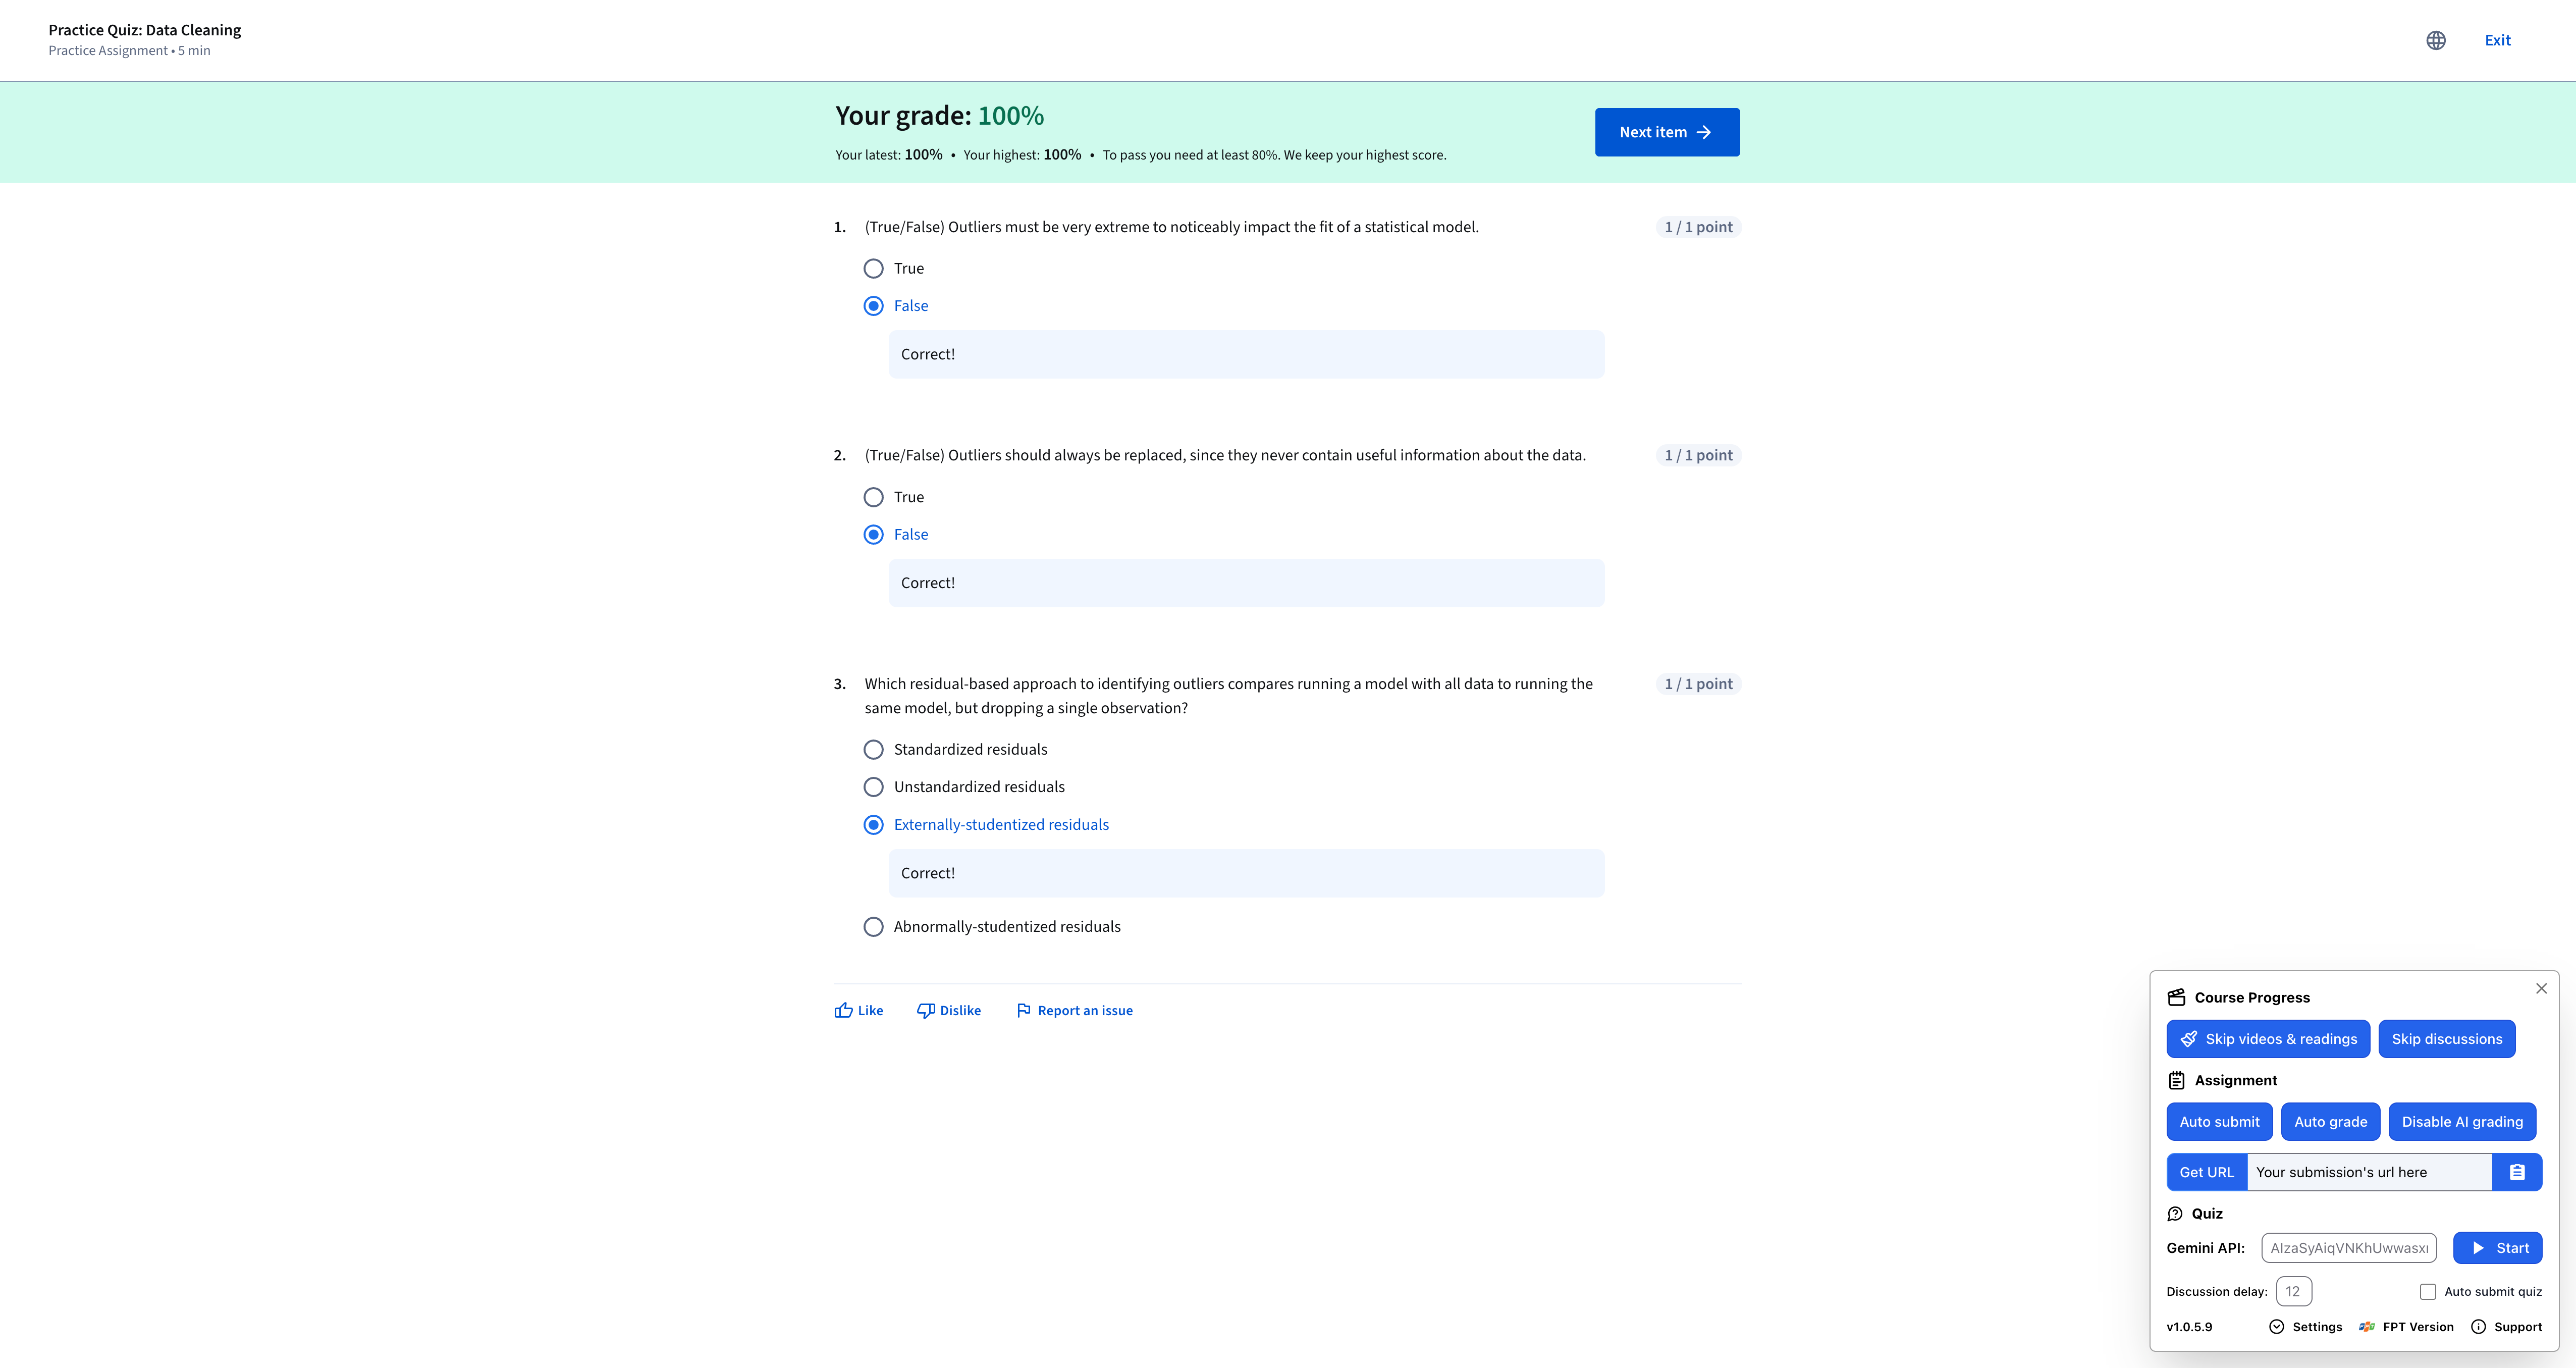 Practice Quiz: Data Cleaning
Practice Assignment • 5 min
Exit
Your grade: 100%
Your latest: 100% • Your highest: 100% • To pass you need at least 80%. We keep your highest score.
Next item
1. (True/False) Outliers must be very extreme to noticeably impact the fit of a statistical model.
1 / 1 point
True
False
Correct!
2. (True/False) Outliers should always be replaced, since they never contain useful information about the data.
1 / 1 point
True
False
Correct!
3. Which residual-based approach to identifying outliers compares running a model with all data to running the
same model, but dropping a single observation?
1 / 1 point
Standardized residuals
Unstandardized residuals
Externally-studentized residuals
Correct!
Abnormally-studentized residuals
Like
Dislike
Report an issue
Course Progress
Skip videos & readings
Skip discussions
Assignment
Auto submit
Auto grade
Disable AI grading
Get URL
Your submission's url here
Quiz
Gemini API:
Start
Discussion delay: 12
Auto submit quiz
v1.0.5.9
Settings
FPT Version
Support